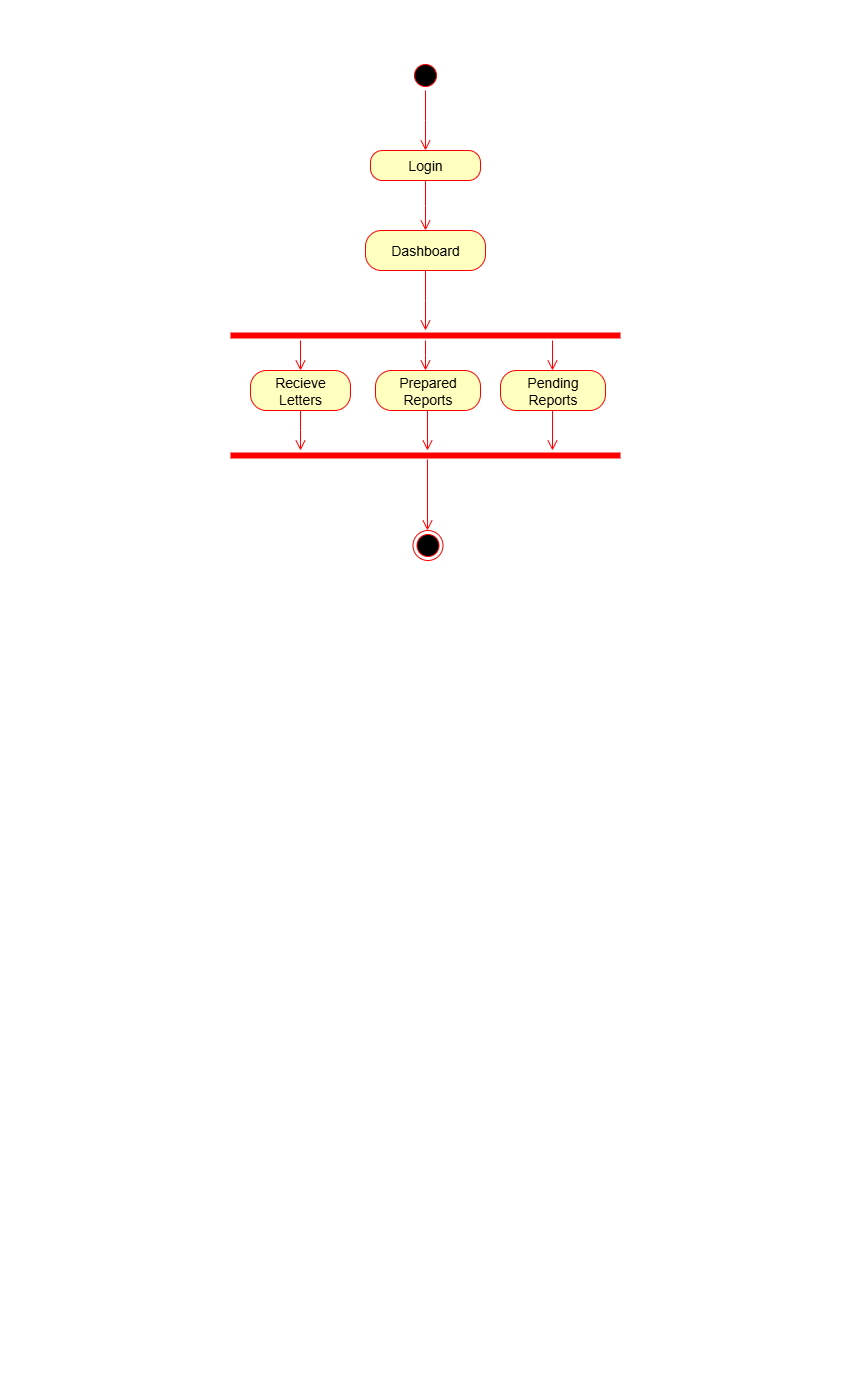 Login
Dashboard
Recieve
Letters
Prepared
Reports
Pending
Reports